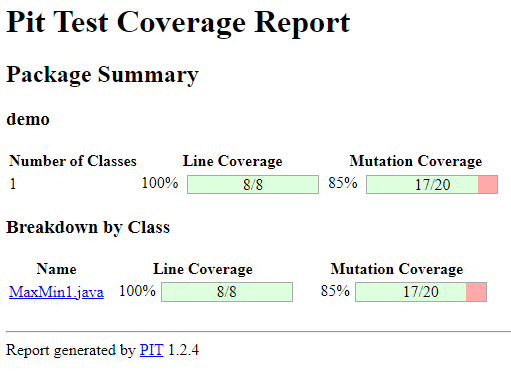 Pit Test Coverage Report
Package Summary
demo
Number of Classes Line Coverage Mutation Coverage
1 100% 8/8 85% 17/20
Breakdown by Class
Name Line Coverage Mutation Coverage
MaxMin1.java 100% 8/8 85% 17/20
Report generated by PIT 1.2.4